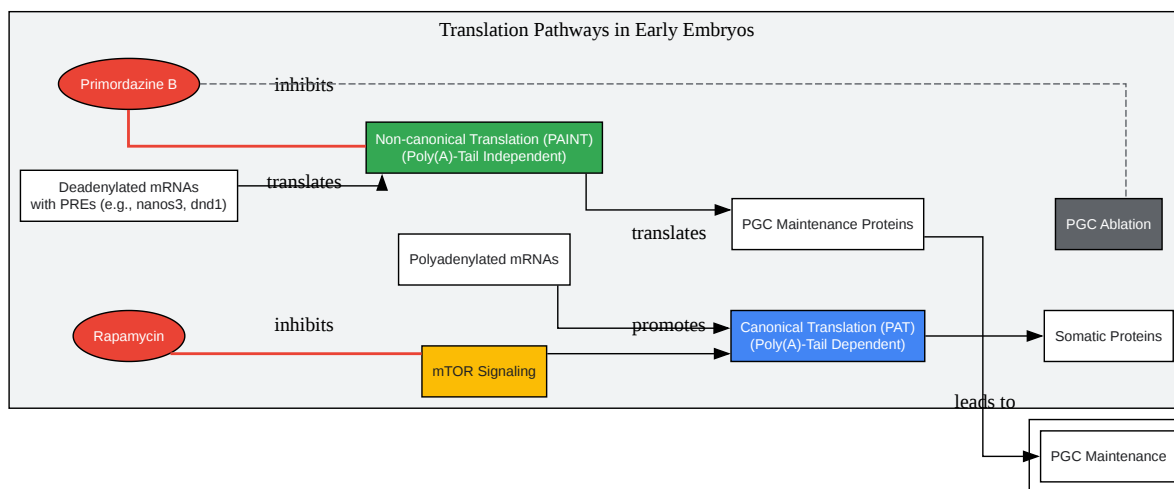 Translation Pathways in Early Embryos
Primordazine B
inhibits
Non-canonical Translation (PAINT)
(Poly(A)-Tail Independent)
Deadenylated mRNAs
with PREs (e.g., nanos3, dnd1)
translates
translates
PGC Maintenance Proteins
PGC Ablation
Polyadenylated mRNAs
Rapamycin
inhibits
promotes
Canonical Translation (PAT)
(Poly(A)-Tail Dependent)
Somatic Proteins
mTOR Signaling
leads to
PGC Maintenance